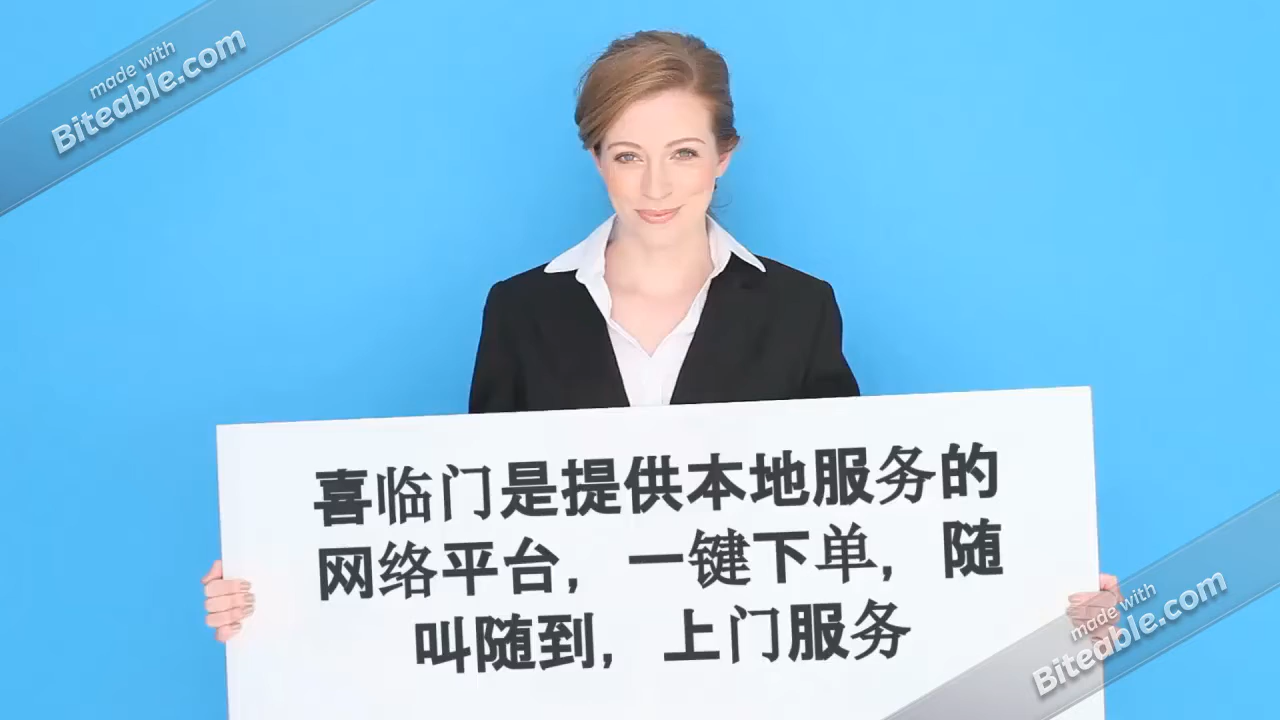 made with
Biteable.com
喜临门是提供本地服务的
网络平台，一键下单，随
叫随到，上门服务
made with
Biteable.com